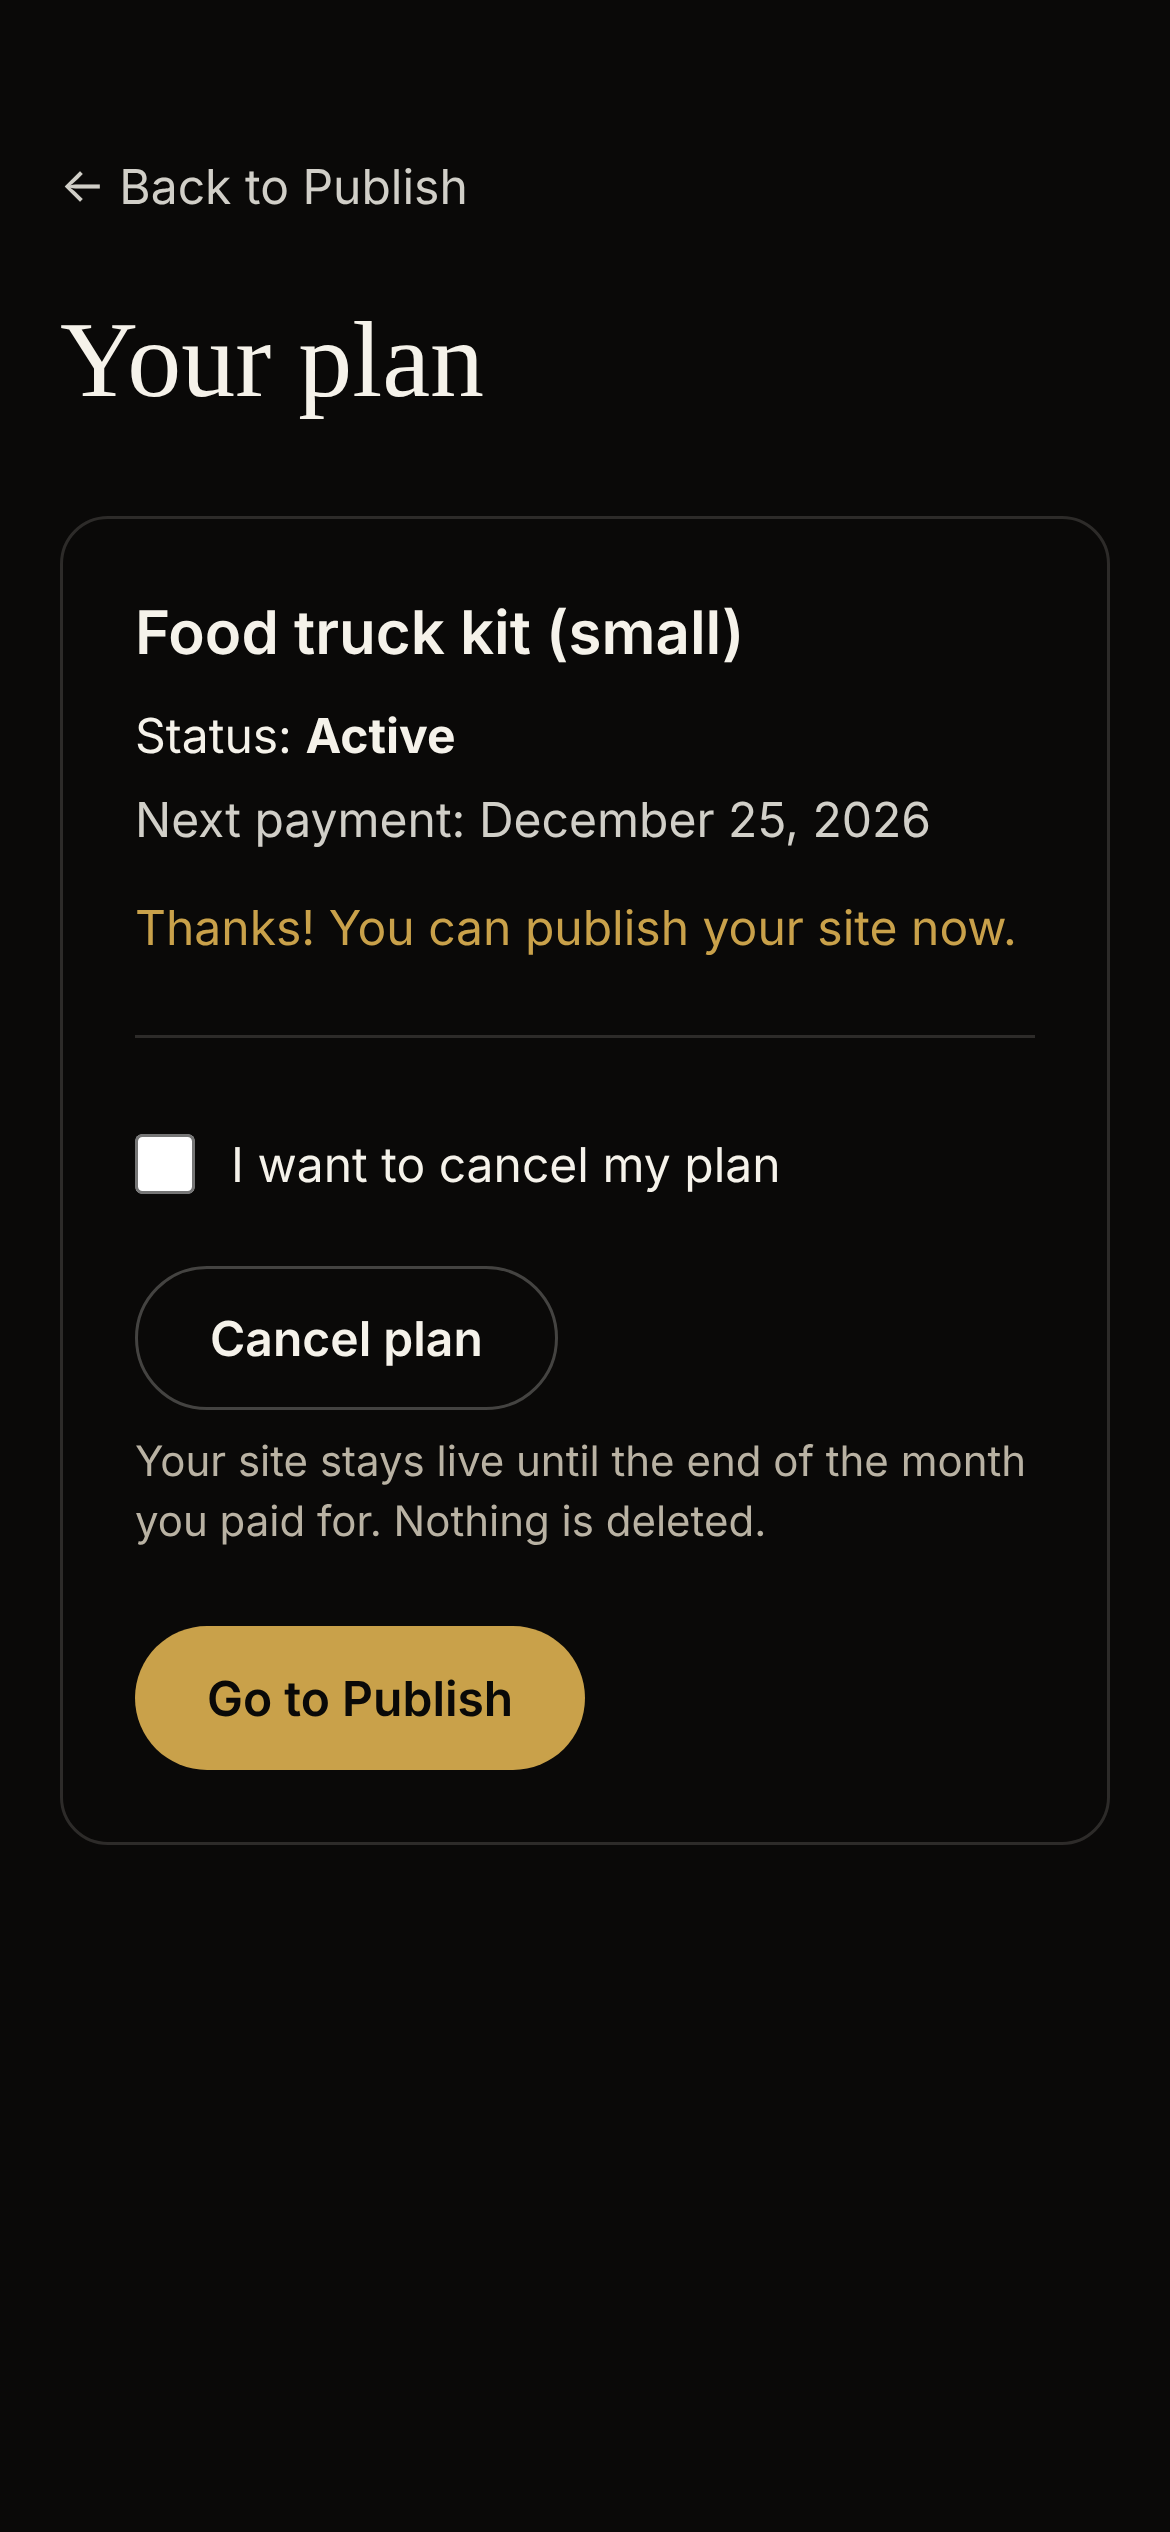 ← Back to Publish
Your plan
Food truck kit (small)
Status: Active
Next payment: December 25, 2026
Thanks! You can publish your site now.
I want to cancel my plan
Cancel plan
Your site stays live until the end of the month
you paid for. Nothing is deleted.
Go to Publish